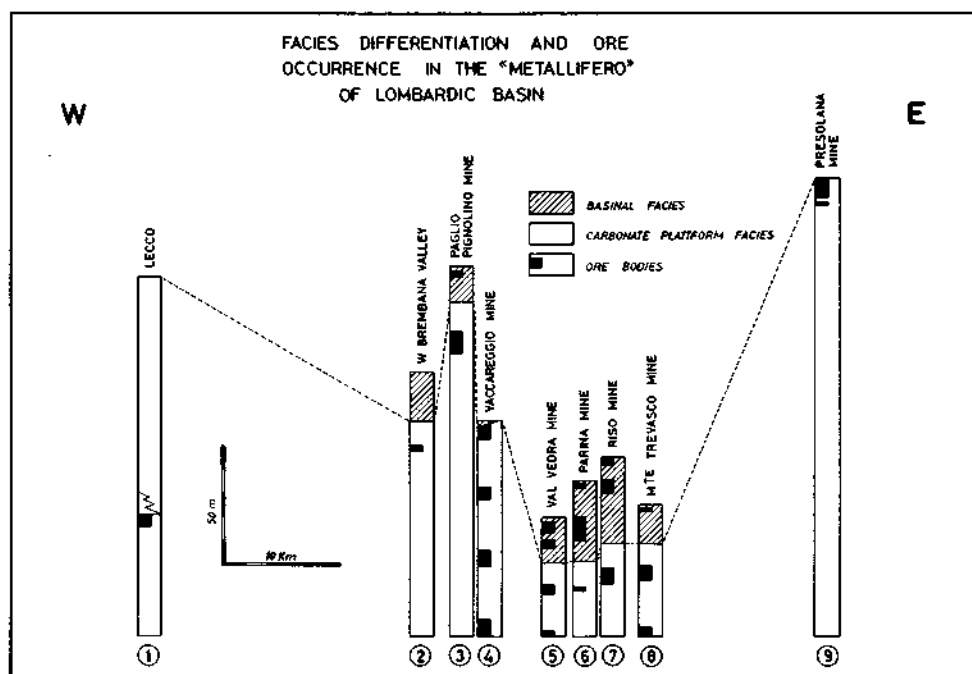 FACIES DIFFERENTIATION AND ORE
OCCURRENCE IN THE "METALLIFERO"
OF LOMBARDIC BASIN
W
E
BASINAL FACIES
CARBONATE PLATTFORM FACIES
ORE BODIES
LECCO
W BREMBANA VALLEY
PAGLIO
PIGNOLINO MINE
VACCAREGGIO MINE
VAL VEDRA MINE
PARINA MINE
RISO MINE
MTE TREVASCO MINE
PRESOLANA
MINE
50 m
10 Km
1
2
3
4
5
6
7
8
9